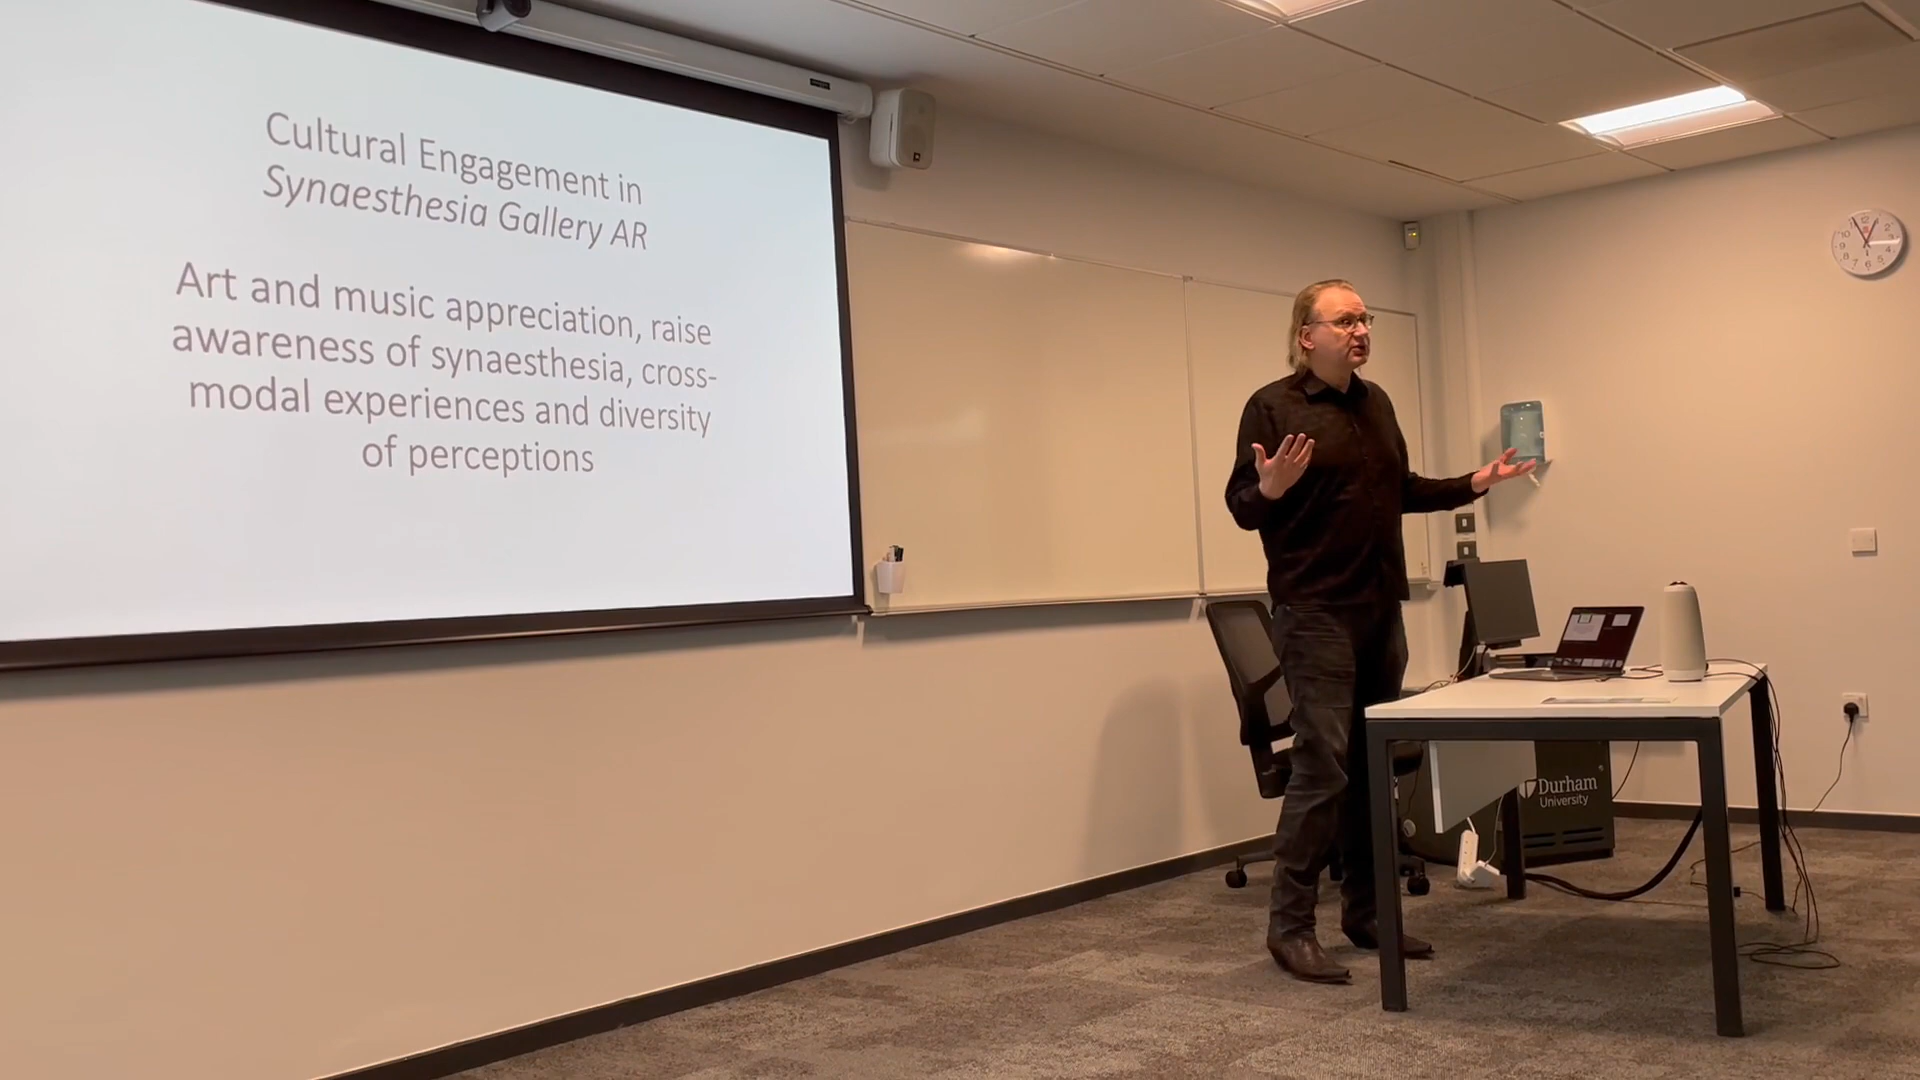 Cultural Engagement in
Synaesthesia Gallery AR
Art and music appreciation, raise
awareness of synaesthesia, cross-
modal experiences and diversity
of perceptions
Durham
University